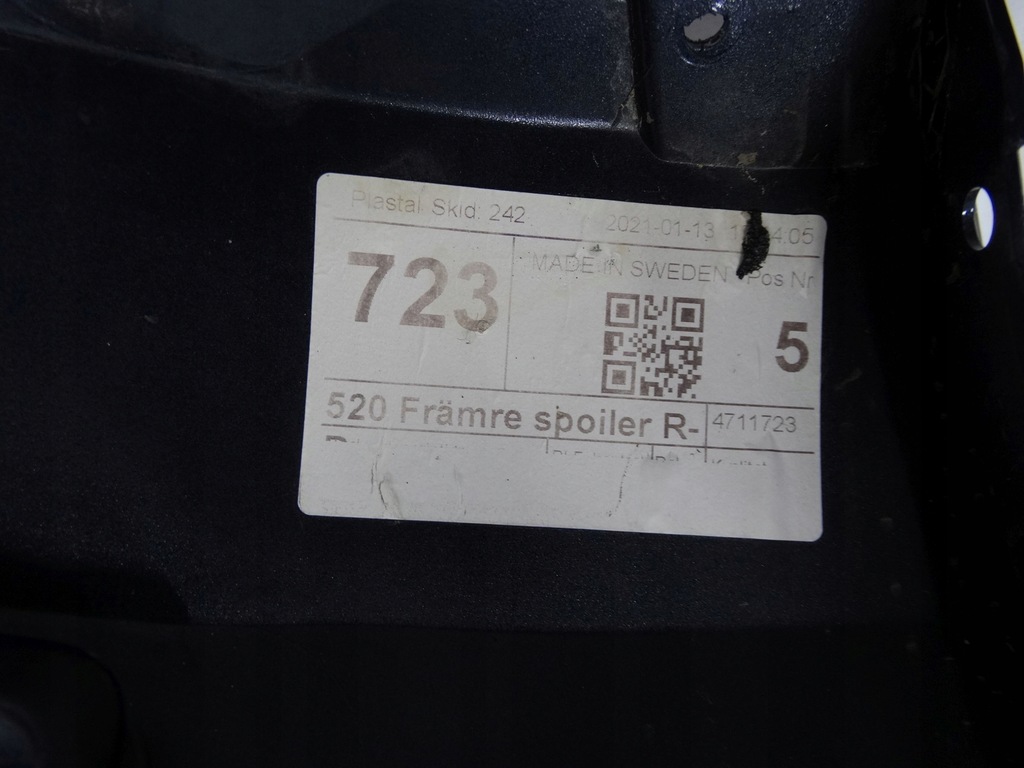 Plastal Skid: 242 2021-01-13
723 MADE IN SWEDEN Pos Nr
5
520 Främre spoiler R- 4711723